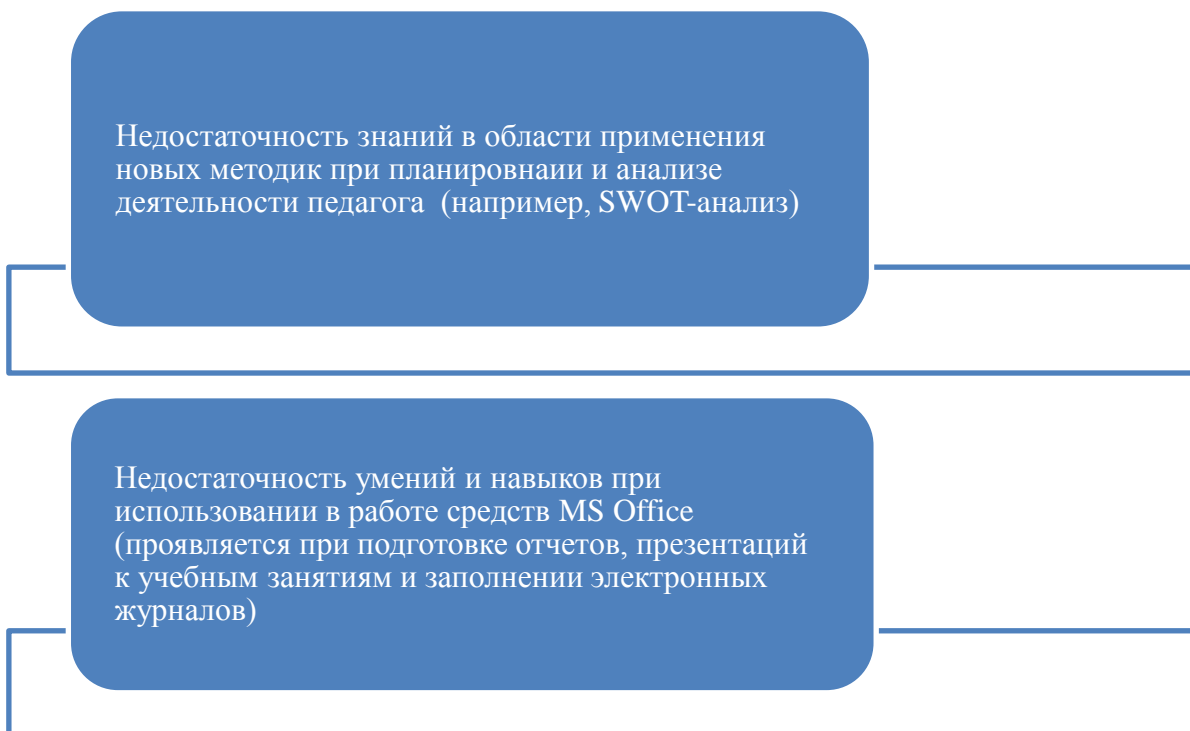 Недостаточность знаний в области применения
новых методик при планировнаии и анализе
деятельности педагога  (например, SWOT-анализ)
Недостаточность умений и навыков при
использовании в работе средств MS Office
(проявляется при подготовке отчетов, презентаций
к учебным занятиям и заполнении электронных
журналов)